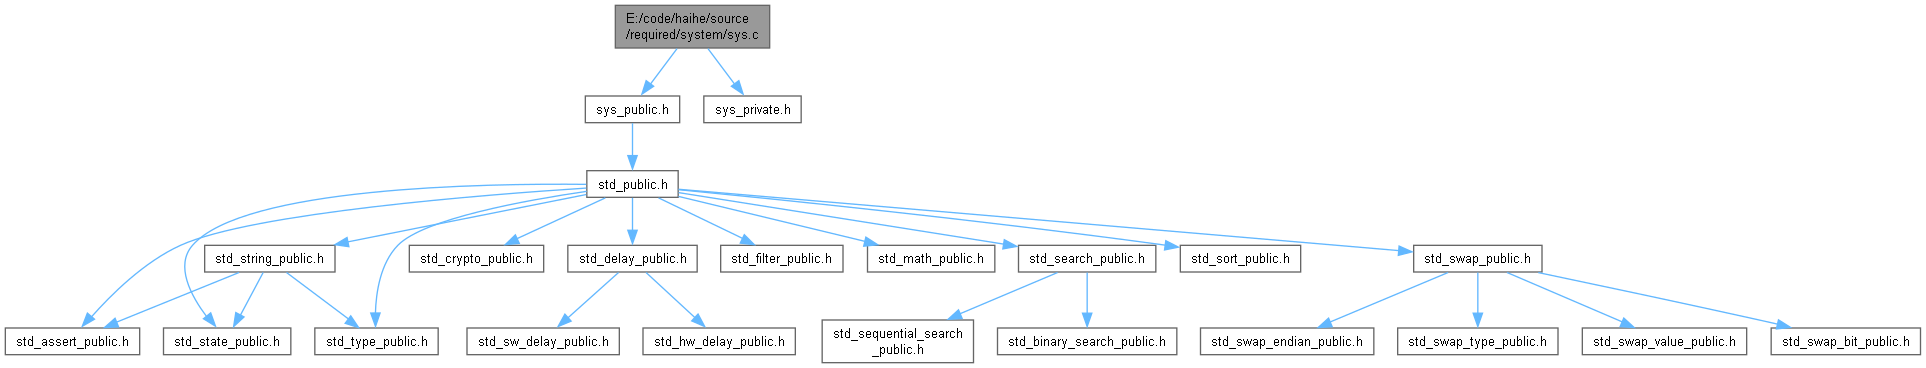 E:/code/haihe/source
/required/system/sys.c
sys_public.h
sys_private.h
std_public.h
std_string_public.h
std_crypto_public.h
std_delay_public.h
std_filter_public.h
std_math_public.h
std_search_public.h
std_sort_public.h
std_swap_public.h
std_assert_public.h
std_state_public.h
std_type_public.h
std_sw_delay_public.h
std_hw_delay_public.h
std_sequential_search
_public.h
std_binary_search_public.h
std_swap_endian_public.h
std_swap_type_public.h
std_swap_value_public.h
std_swap_bit_public.h